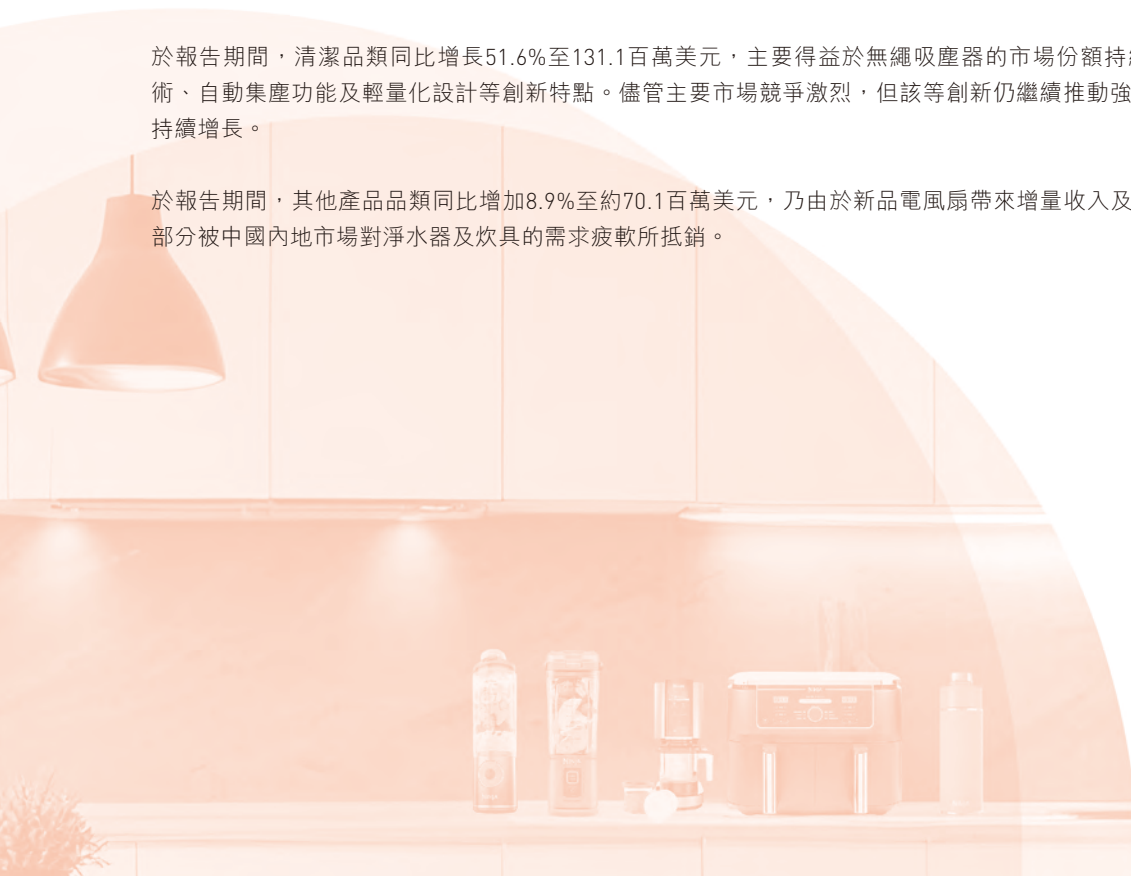 於報告期間，清潔品類同比增長51.6%至131.1百萬美元，主要得益於無繩吸塵器的市場份額持
術、自動集塵功能及輕量化設計等創新特點。儘管主要市場競爭激烈，但該等創新仍繼續推動強
持續增長。
於報告期間，其他產品品類同比增加8.9%至約70.1百萬美元，乃由於新品電風扇帶來增量收入及
部分被中國內地市場對淨水器及炊具的需求疲軟所抵銷。